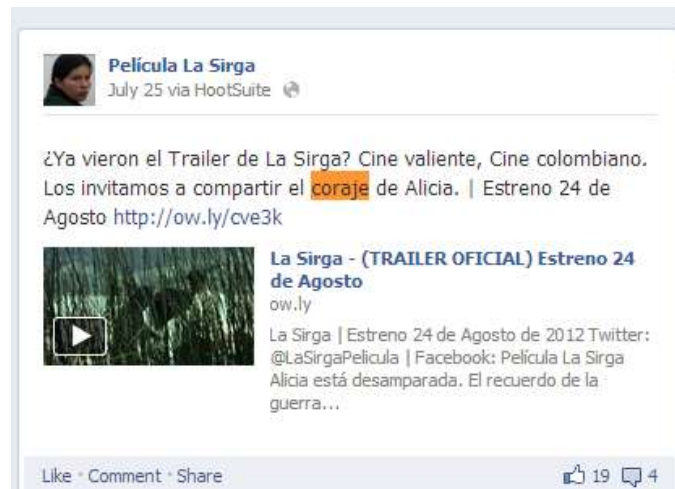 Película La Sirga
July 25 via HootSuite
¿Ya vieron el Trailer de La Sirga? Cine valiente, Cine colombiano.
Los invitamos a compartir el coraje de Alicia. | Estreno 24 de
Agosto http://ow.ly/cve3k
La Sirga - (TRAILER OFICIAL) Estreno 24
de Agosto
ow.ly
La Sirga | Estreno 24 de Agosto de 2012 Twitter:
@LaSirgaPelicula | Facebook: Película La Sirga
Alicia está desamparada. El recuerdo de la
guerra...
Like · Comment · Share 19 4